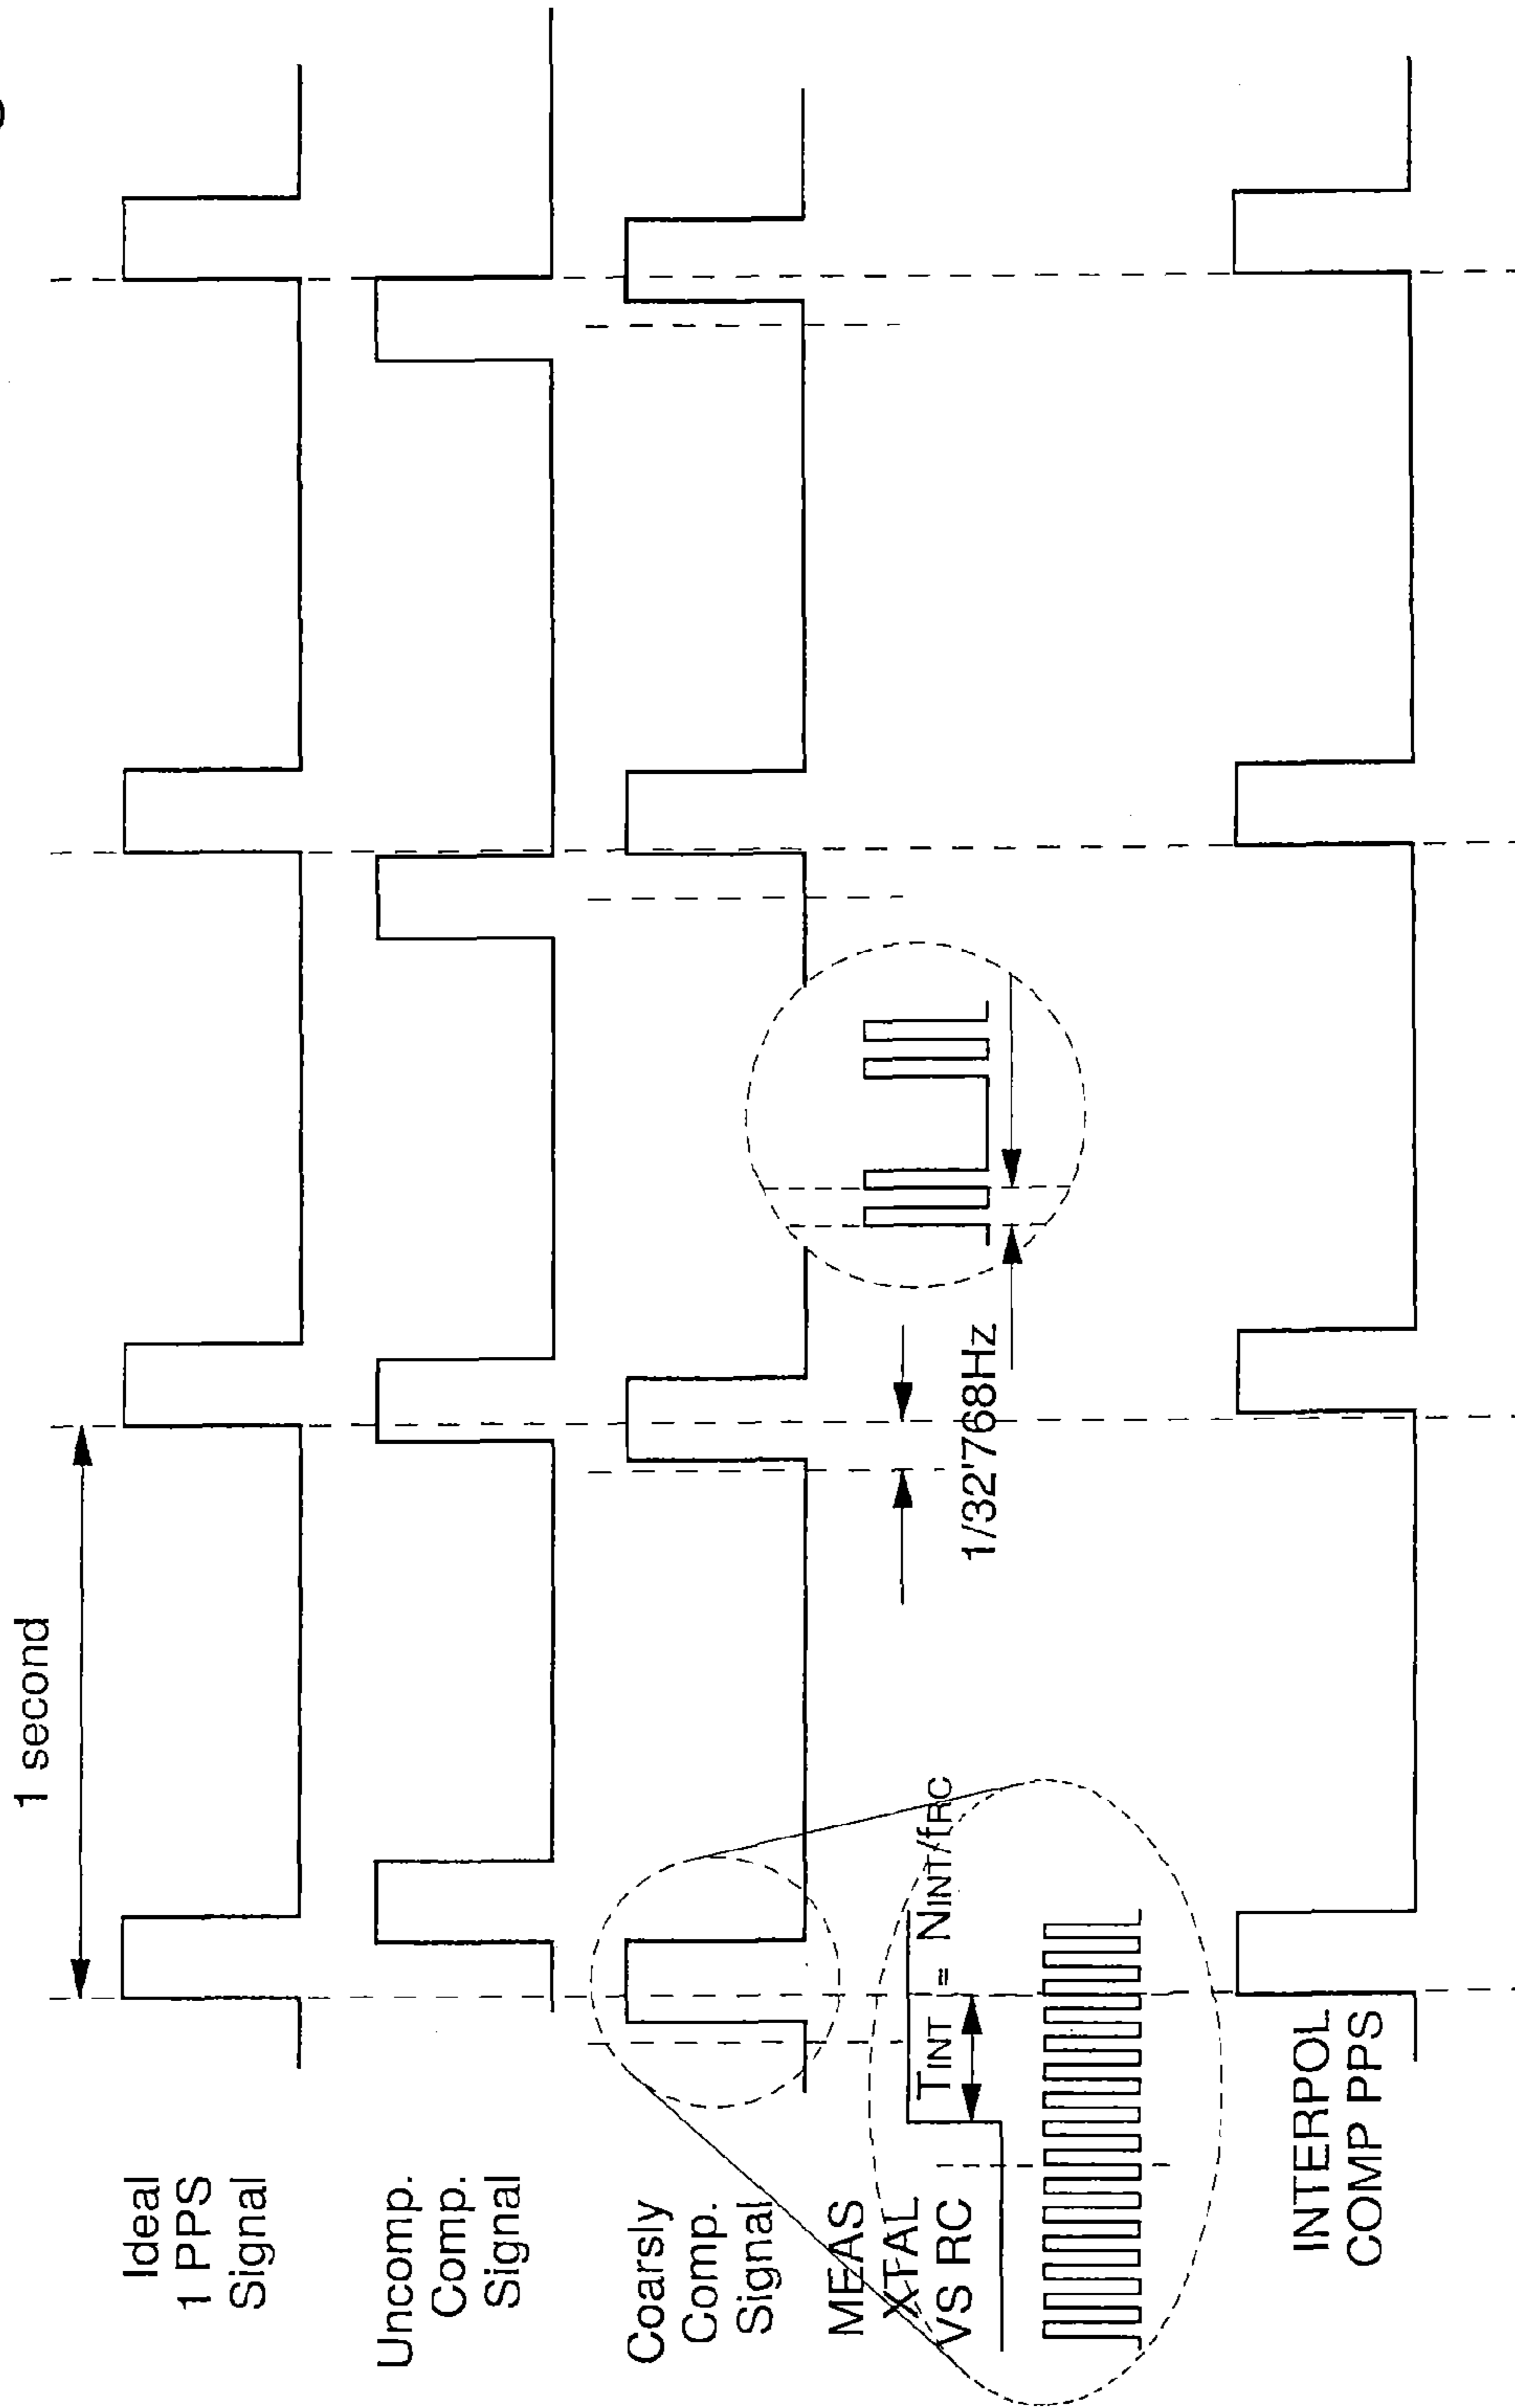 1 second
Ideal
1 PPS
Signal
Uncomp.
Comp.
Signal
Coarsly
Comp.
Signal
MEAS
XTAL
VS RC
TINT = NINT/fRC
1/32'768Hz
INTERPOL
COMP PPS